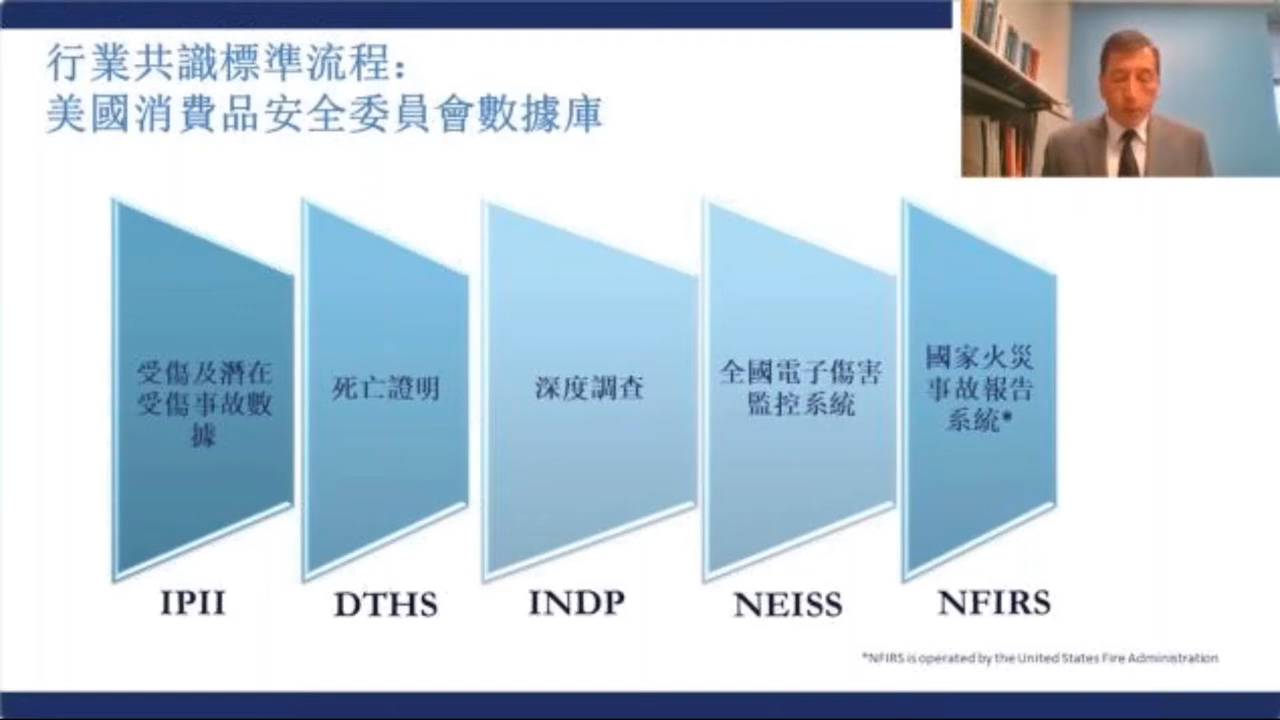 行業共識標準流程：
美國消費品安全委員會數據庫
受傷及潛在
受傷事故數
據
死亡證明
深度調查
全國電子傷害
監控系統
國家火災
事故報告
系統*
IPII
DTHS
INDP
NEISS
NFIRS
*NFIRS is operated by the United States Fire Administration